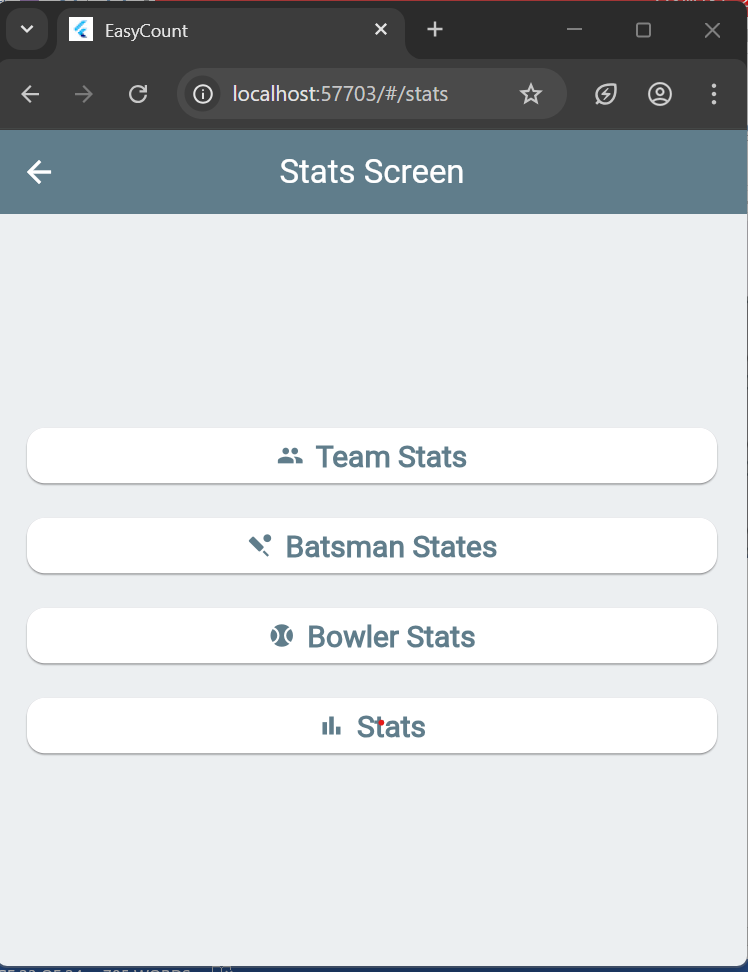 EasyCount
localhost:57703/#/stats
Stats Screen
Team Stats
Batsman States
Bowler Stats
Stats